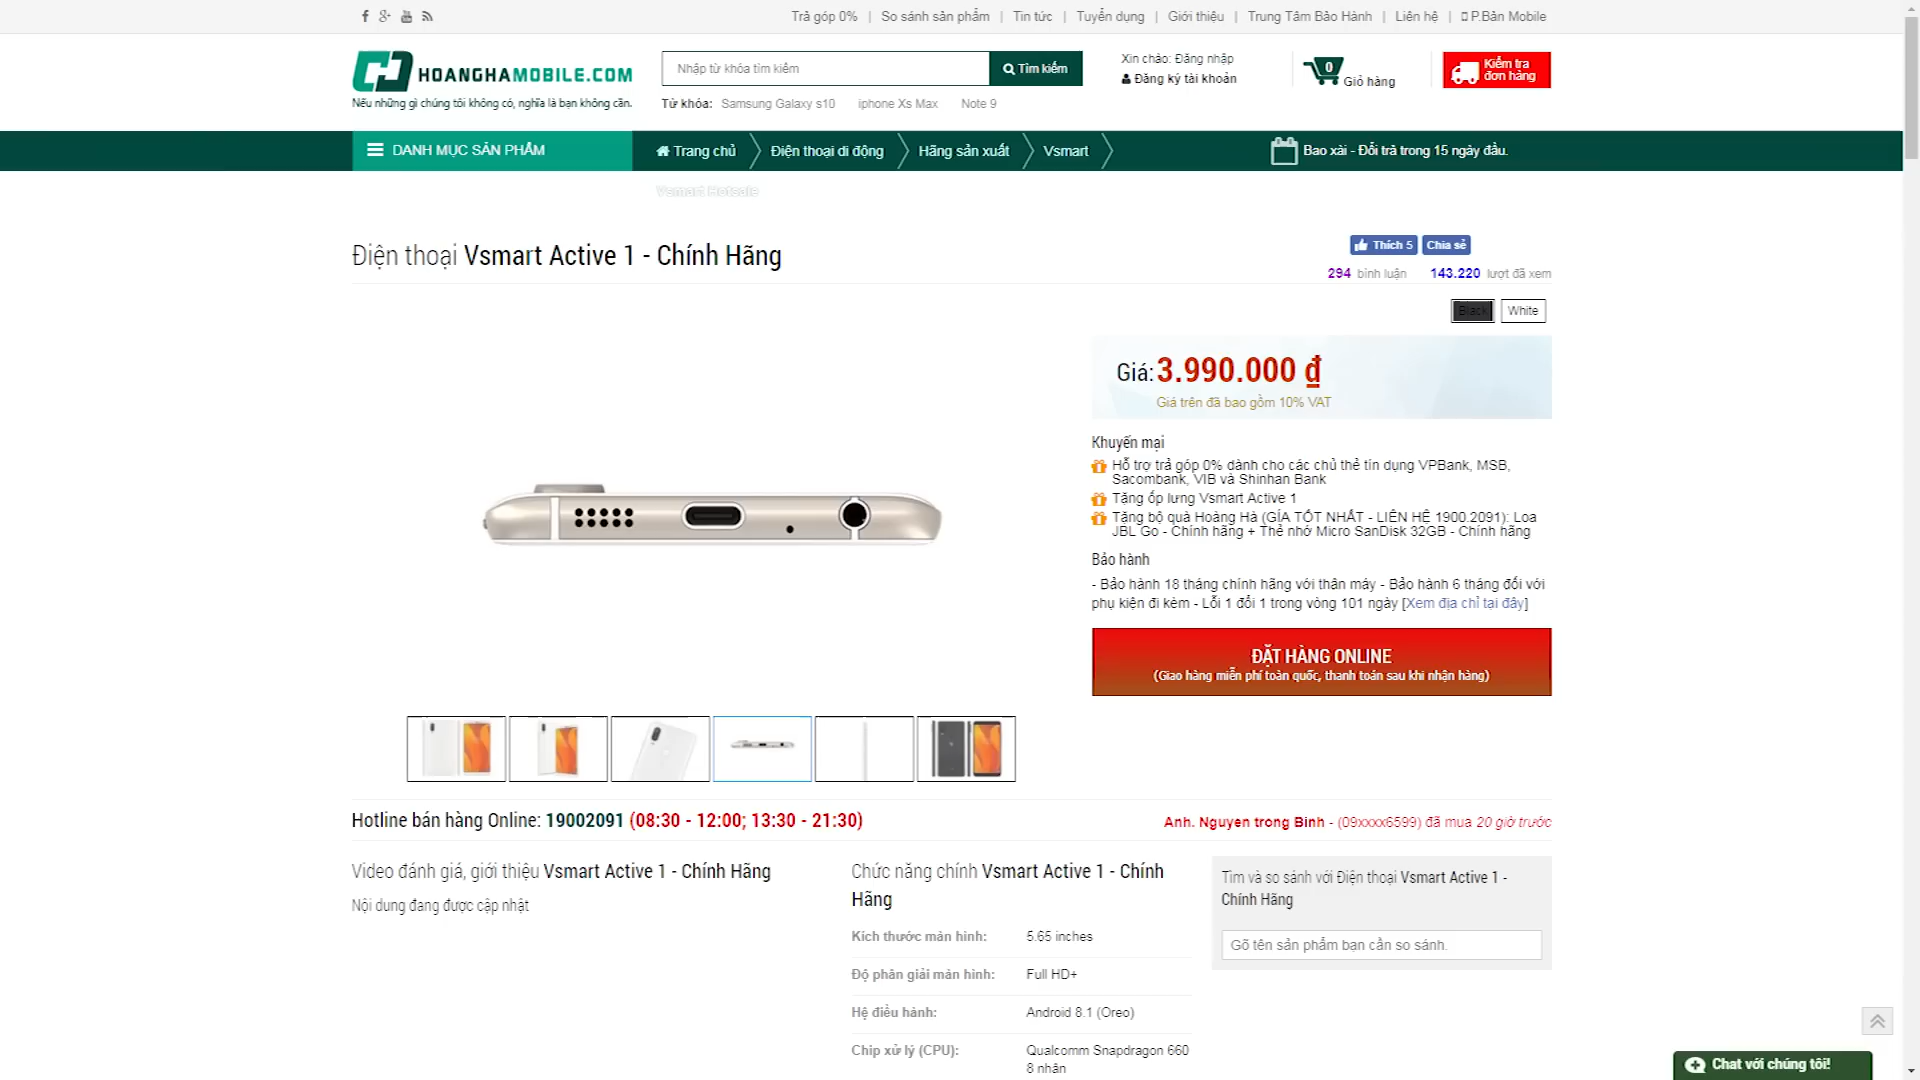 Trả góp 0% | So sánh sản phẩm | Tin tức | Tuyển dụng | Giới thiệu | Trung Tâm Bảo Hành | Liên hệ | P.Bản Mobile
HOANGHAMOBILE.COM
Nếu những gì chúng tôi không có, nghĩa là bạn không cần.
Nhập từ khóa tìm kiếm
Tìm kiếm
Từ khóa: Samsung Galaxy s10 iphone Xs Max Note 9
Xin chào: Đăng nhập
Đăng ký tài khoản
0 Giỏ hàng
Kiểm tra
đơn hàng
DANH MỤC SẢN PHẨM
Trang chủ Điện thoại di động Hãng sản xuất Vsmart
Bao xài - Đổi trả trong 15 ngày đầu.
Vsmart Hotsale
Điện thoại Vsmart Active 1 - Chính Hãng
Thích 5 Chia sẻ
294 bình luận 143.220 lượt đã xem
Black White
Giá: 3.990.000 ₫
Giá trên đã bao gồm 10% VAT
Khuyến mại
Hỗ trợ trả góp 0% dành cho các chủ thẻ tín dụng VPBank, MSB,
Sacombank, VIB và Shinhan Bank
Tặng ốp lưng Vsmart Active 1
Tặng bộ quà Hoàng Hà (GIÁ TỐT NHẤT - LIÊN HỆ 1900.2091): Loa
JBL Go - Chính hãng + Thẻ nhớ Micro SanDisk 32GB - Chính hãng
Bảo hành
- Bảo hành 18 tháng chính hãng với thân máy - Bảo hành 6 tháng đối với
phụ kiện đi kèm - Lỗi 1 đổi 1 trong vòng 101 ngày [Xem địa chỉ tại đây]
ĐẶT HÀNG ONLINE
(Giao hàng miễn phí toàn quốc, thanh toán sau khi nhận hàng)
Hotline bán hàng Online: 19002091 (08:30 - 12:00; 13:30 - 21:30)
Anh. Nguyen trong Binh - (09xxxx6599) đã mua 20 giờ trước
Video đánh giá, giới thiệu Vsmart Active 1 - Chính Hãng
Nội dung đang được cập nhật
Chức năng chính Vsmart Active 1 - Chính
Hãng
Kích thước màn hình: 5.65 inches
Độ phân giải màn hình: Full HD+
Hệ điều hành: Android 8.1 (Oreo)
Chip xử lý (CPU): Qualcomm Snapdragon 660
8 nhân
Tìm và so sánh với Điện thoại Vsmart Active 1 -
Chính Hãng
Gõ tên sản phẩm bạn cần so sánh.
Chat với chúng tôi!